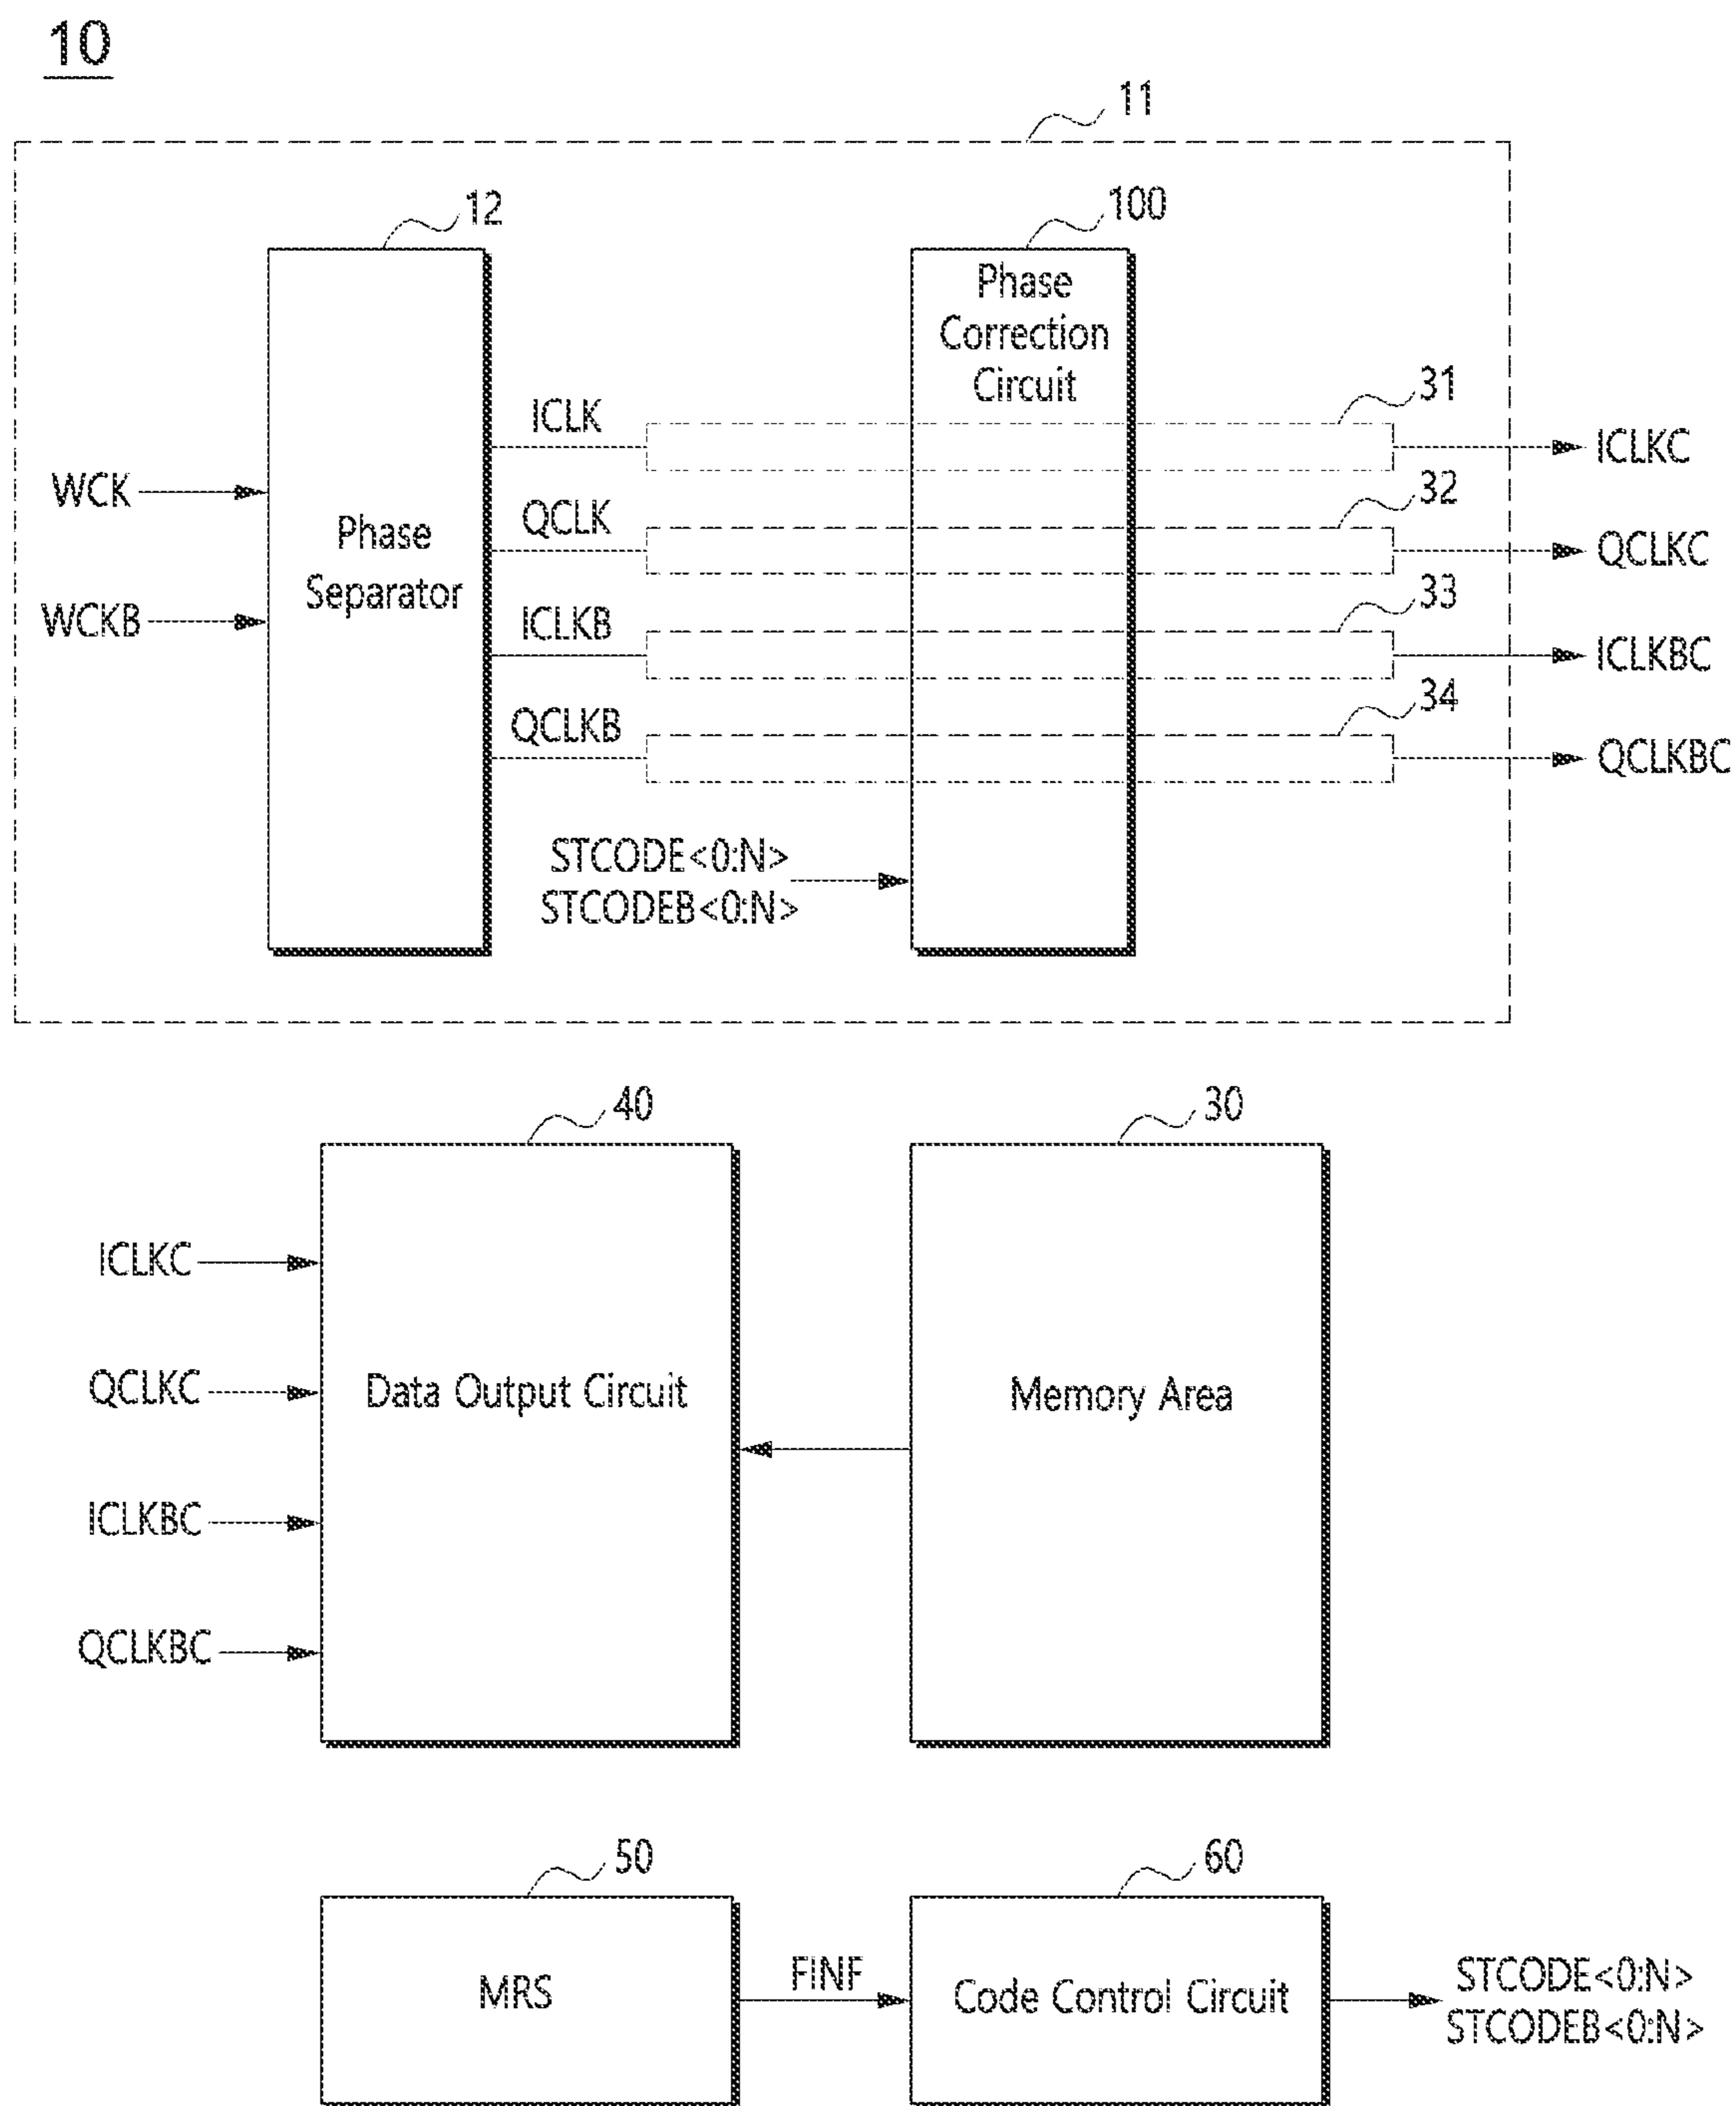 10
11
12
100
Phase
Correction
Circuit
31
ICLK
ICLKC
WCK
32
QCLK
Phase
Separator
QCLKC
33
WCKB
ICLKB
ICLKBC
34
QCLKB
QCLKBC
STCODE<0:N>
STCODEB<0:N>
40
30
ICLKC
QCLKC
Data Output Circuit
Memory Area
ICLKBC
QCLKBC
50
60
MRS
FINF
Code Control Circuit
STCODE<0:N>
STCODEB<0:N>